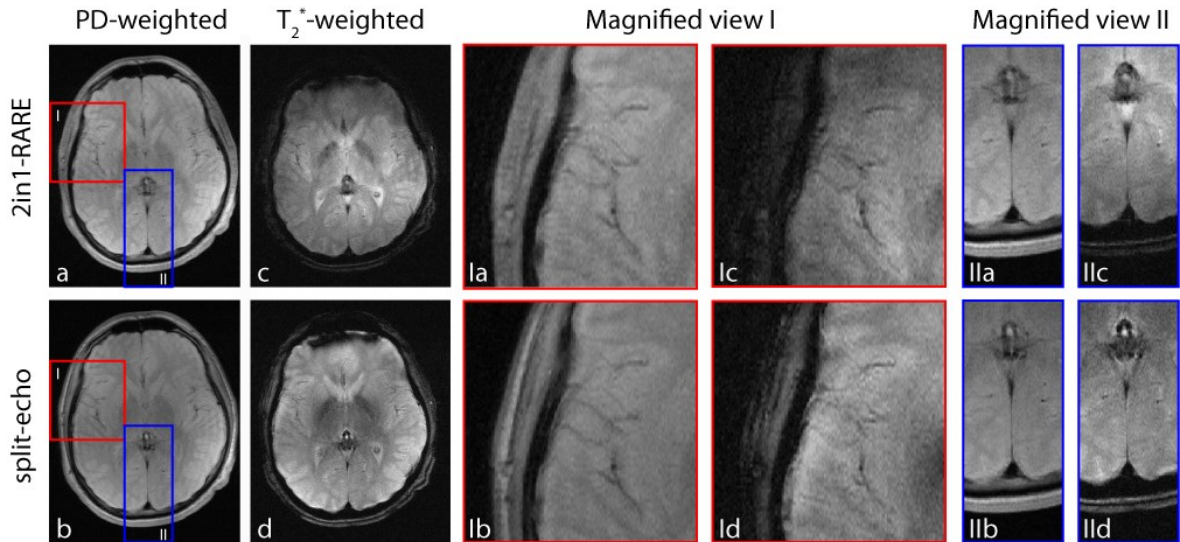 PD-weighted T₂*-weighted Magnified view I Magnified view II
2in1-RARE
I
II
a c Ia Ic IIa IIc
split-echo
I
II
b d Ib Id IIb IId